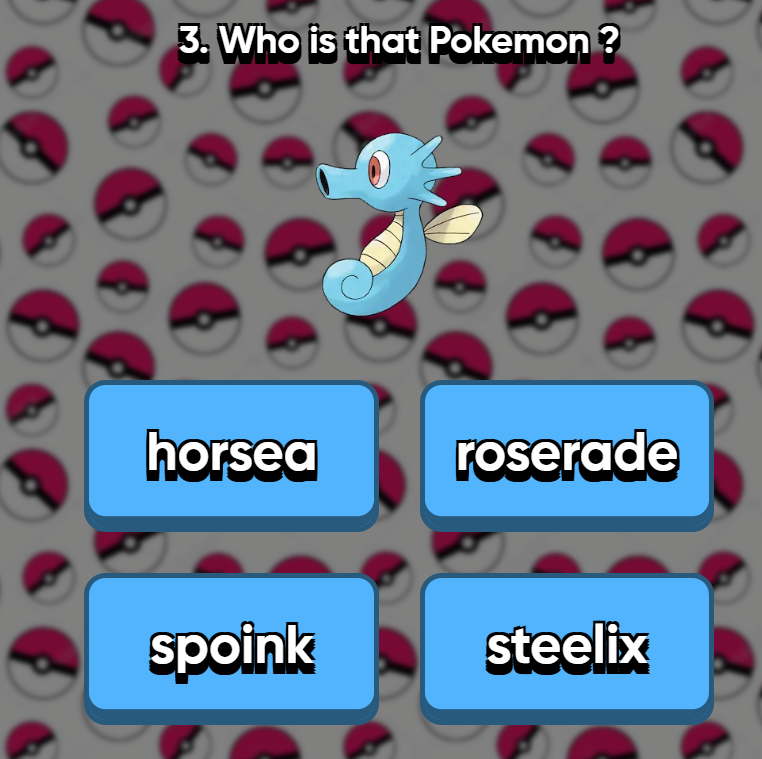 3. Who is that Pokemon ?
horsea
roserade
spoink
steelix